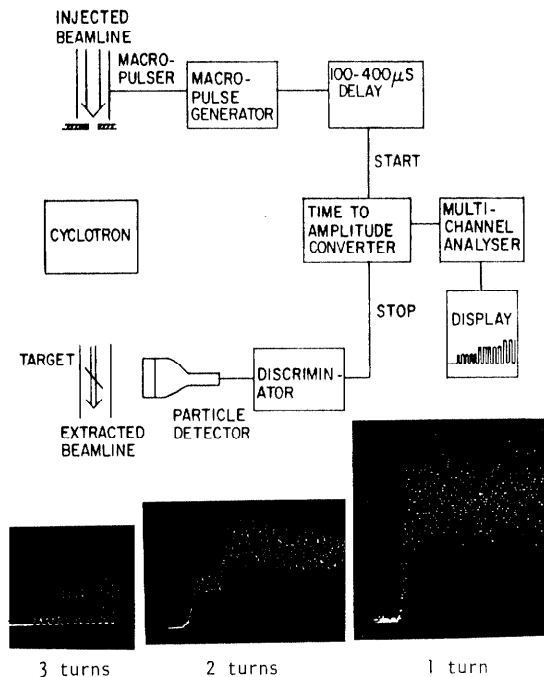 INJECTED
BEAMLINE
MACRO-
PULSER
MACRO-
PULSE
GENERATOR
100-400µS
DELAY
START
CYCLOTRON
TIME TO
AMPLITUDE
CONVERTER
MULTI-
CHANNEL
ANALYSER
STOP
DISPLAY
TARGET
DISCRIMIN-
ATOR
PARTICLE
DETECTOR
EXTRACTED
BEAMLINE
3 turns
2 turns
1 turn